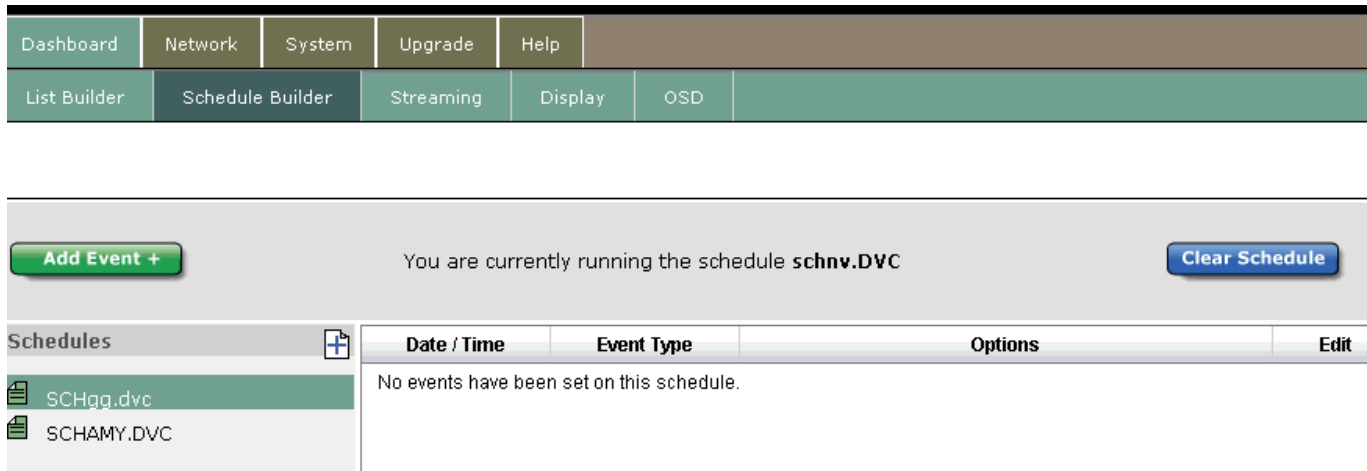 Dashboard Network System Upgrade Help
List Builder Schedule Builder Streaming Display OSD
Add Event + You are currently running the schedule schnv.DVC Clear Schedule
Schedules Date / Time Event Type Options Edit
SCHgg.dvc No events have been set on this schedule.
SCHAMY.DVC